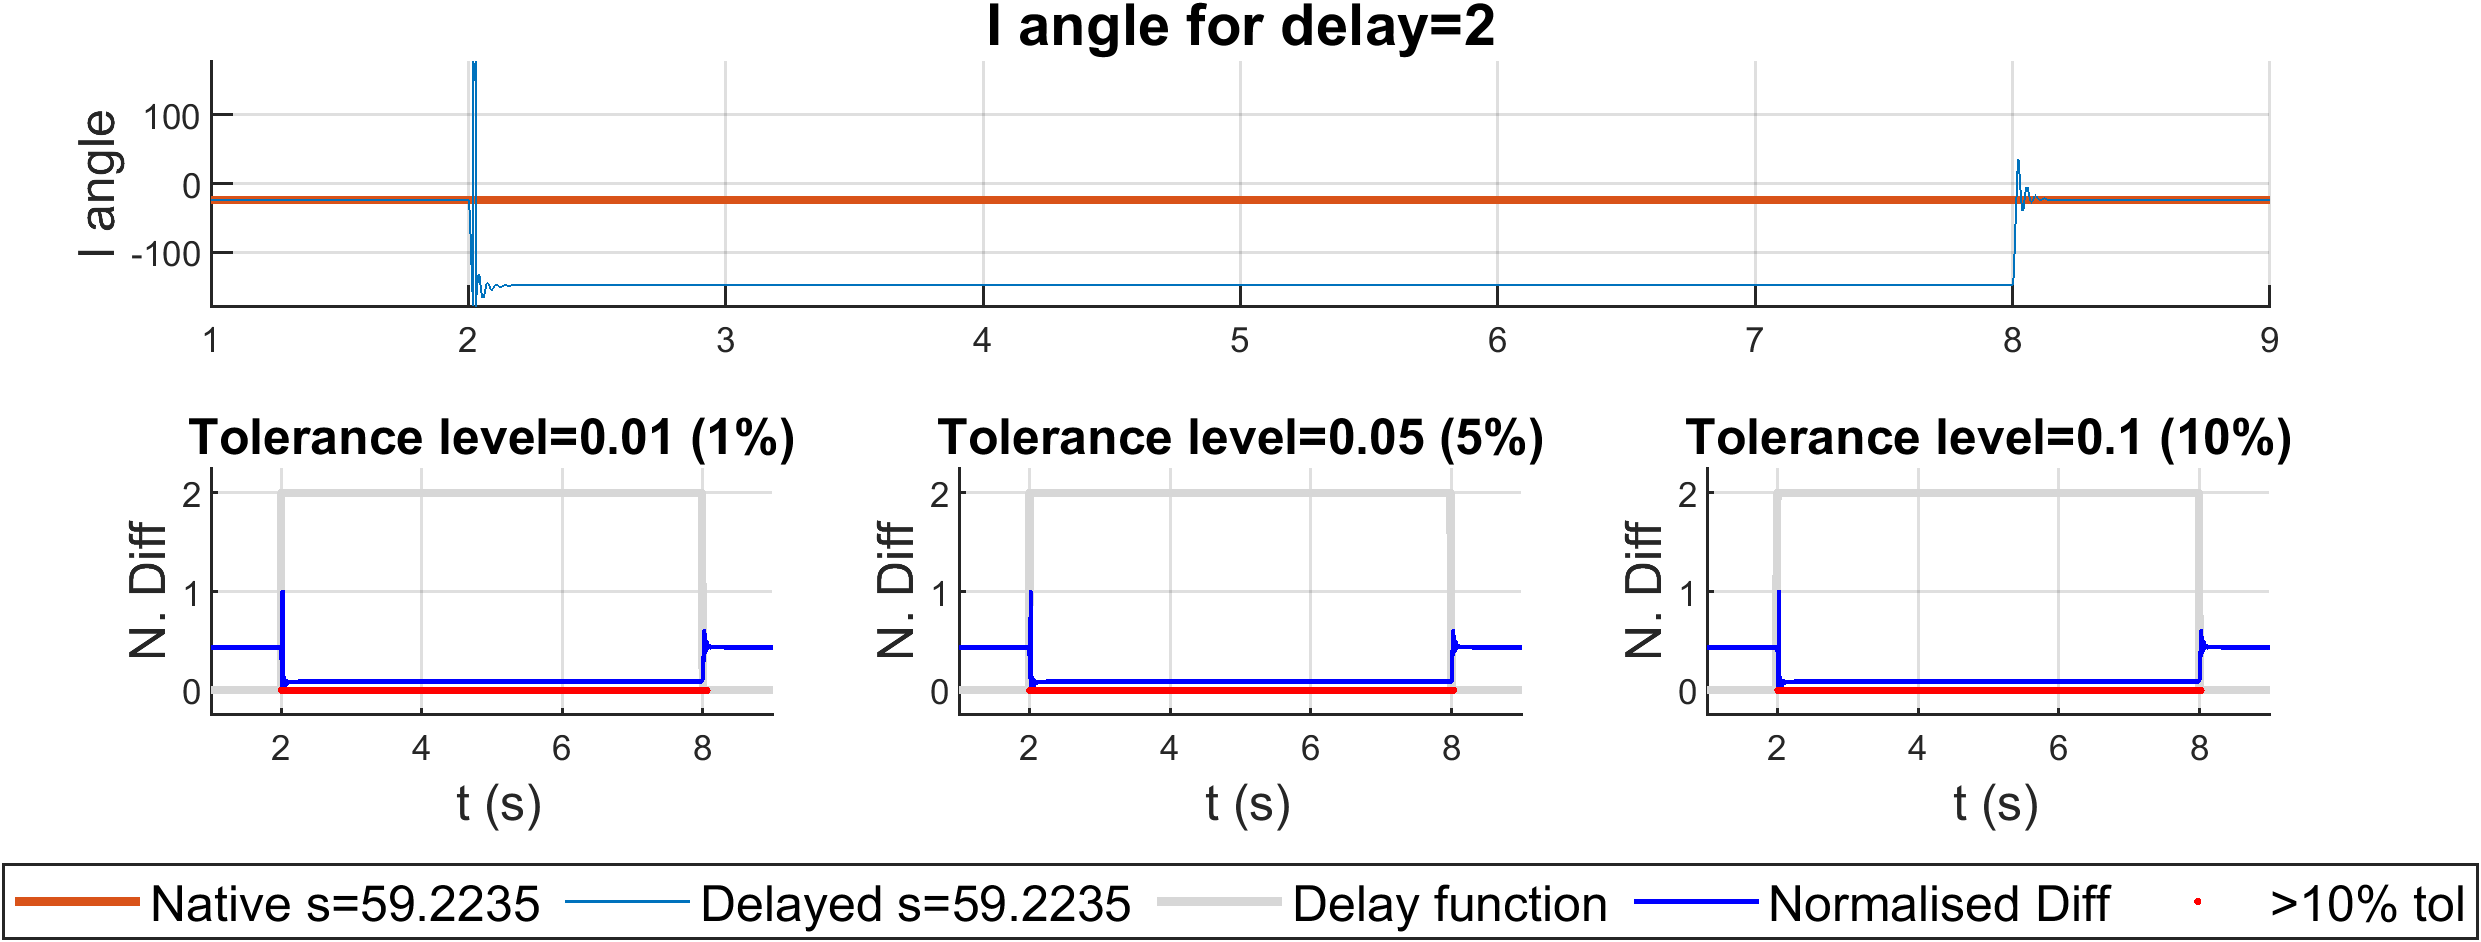 I angle for delay=2
I angle
100
0
-100
1 2 3 4 5 6 7 8 9
Tolerance level=0.01 (1%)
N. Diff
2
1
0
2 4 6 8
t (s)
Tolerance level=0.05 (5%)
N. Diff
2
1
0
2 4 6 8
t (s)
Tolerance level=0.1 (10%)
N. Diff
2
1
0
2 4 6 8
t (s)
Native s=59.2235 Delayed s=59.2235 Delay function Normalised Diff >10% tol